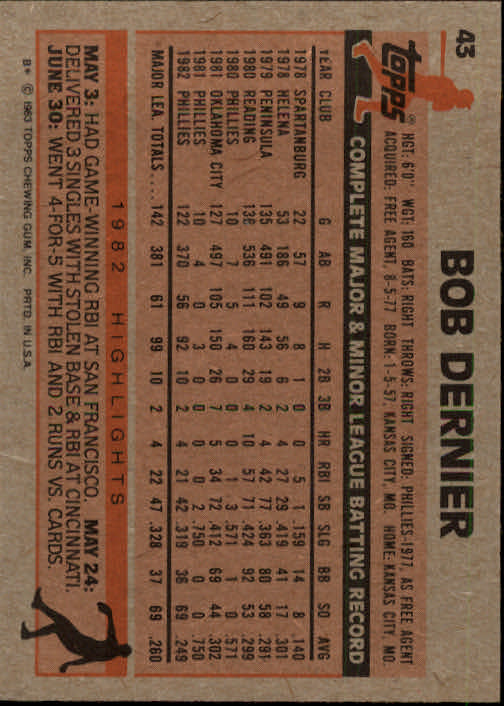 43
Topps®
BOB DERNIER
HGT: 6'0" WGT: 160 BATS: RIGHT THROWS: RIGHT SIGNED: PHILLIES-1977, AS FREE AGENT
ACQUIRED: FREE AGENT, 8-5-77 BORN: 1-5-57, KANSAS CITY, MO. HOME: KANSAS CITY, MO.
COMPLETE MAJOR & MINOR LEAGUE BATTING RECORD
YEAR CLUB G AB R H 2B 3B HR RBI SB SLG BB SO AVG
1978 SPARTANBURG 22 57 9 8 1 0 0 5 1 .159 14 8 .140
1978 HELENA 53 186 49 56 6 2 4 27 29 .419 41 17 .301
1979 PENINSULA 135 491 102 143 19 2 4 42 77 .363 80 58 .291
1980 READING 138 536 111 160 29 4 10 57 71 .424 92 53 .299
1980 PHILLIES 10 7 5 4 0 0 0 1 3 .571 1 0 .571
1981 OKLAHOMA CITY 127 497 105 150 26 7 5 34 72 .412 69 44 .302
1981 PHILLIES 10 4 0 3 0 0 0 0 2 .750 0 0 .750
1982 PHILLIES 122 370 56 92 10 2 4 21 42 .319 36 69 .249
MAJOR LEA. TOTALS.... 142 381 61 99 10 2 4 22 47 .328 37 69 .260
1982 HIGHLIGHTS
MAY 3: HAD GAME-WINNING RBI AT SAN FRANCISCO. MAY 24:
DELIVERED 3 SINGLES WITH STOLEN BASE & RBI AT CINCINNATI.
JUNE 30: WENT 4-FOR-5 WITH RBI AND 2 RUNS VS. CARDS.
B* © 1983 TOPPS CHEWING GUM, INC. PRTD. IN U.S.A.